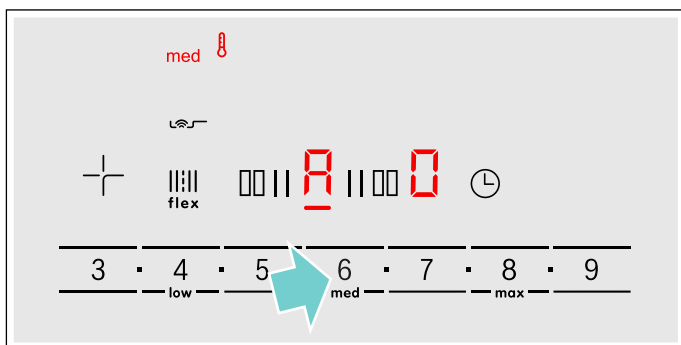 med
A 0
flex
3 · 4 · 5 6 · 7 · 8 · 9
low med max